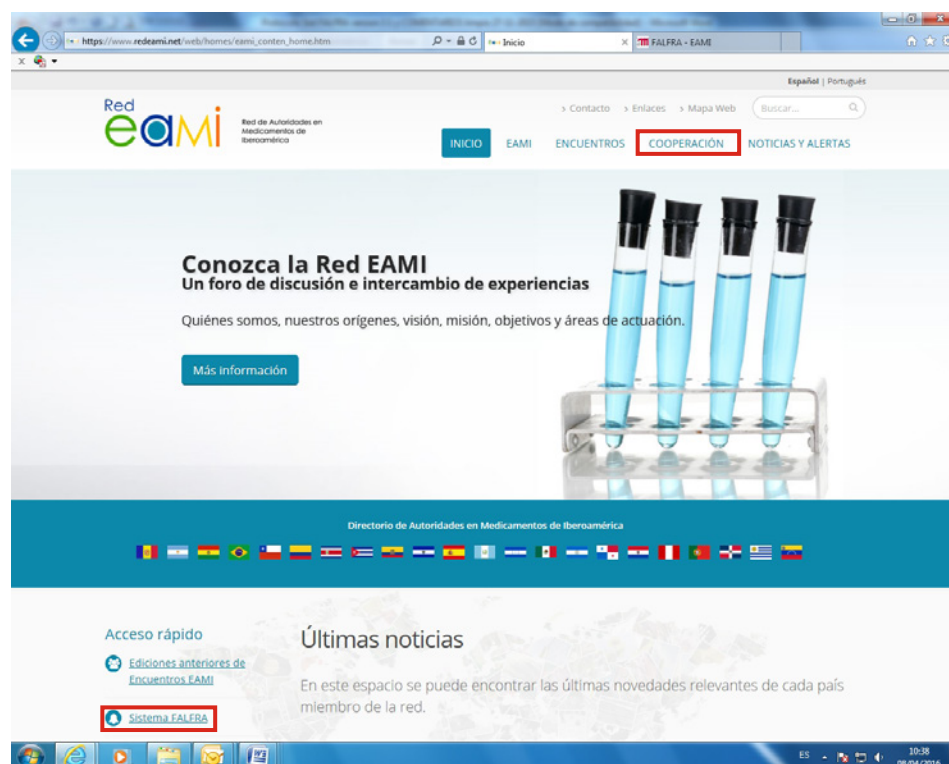 https://www.redeami.net/web/homes/eami_conten_home.htm
Inicio
FALFRA - EAMI
Español | Português
Red
eami
Red de Autoridades en
Medicamentos de
Iberoamérica
Contacto
Enlaces
Mapa Web
Buscar...
INICIO
EAMI
ENCUENTROS
COOPERACIÓN
NOTICIAS Y ALERTAS
Conozca la Red EAMI
Un foro de discusión e intercambio de experiencias
Quiénes somos, nuestros orígenes, visión, misión, objetivos y áreas de actuación.
Más información
Directorio de Autoridades en Medicamentos de Iberoamérica
Acceso rápido
Ediciones anteriores de
Encuentros EAMI
Sistema FALFRA
Últimas noticias
En este espacio se puede encontrar las últimas novedades relevantes de cada país
miembro de la red.
ES
10:38
08/04/2016